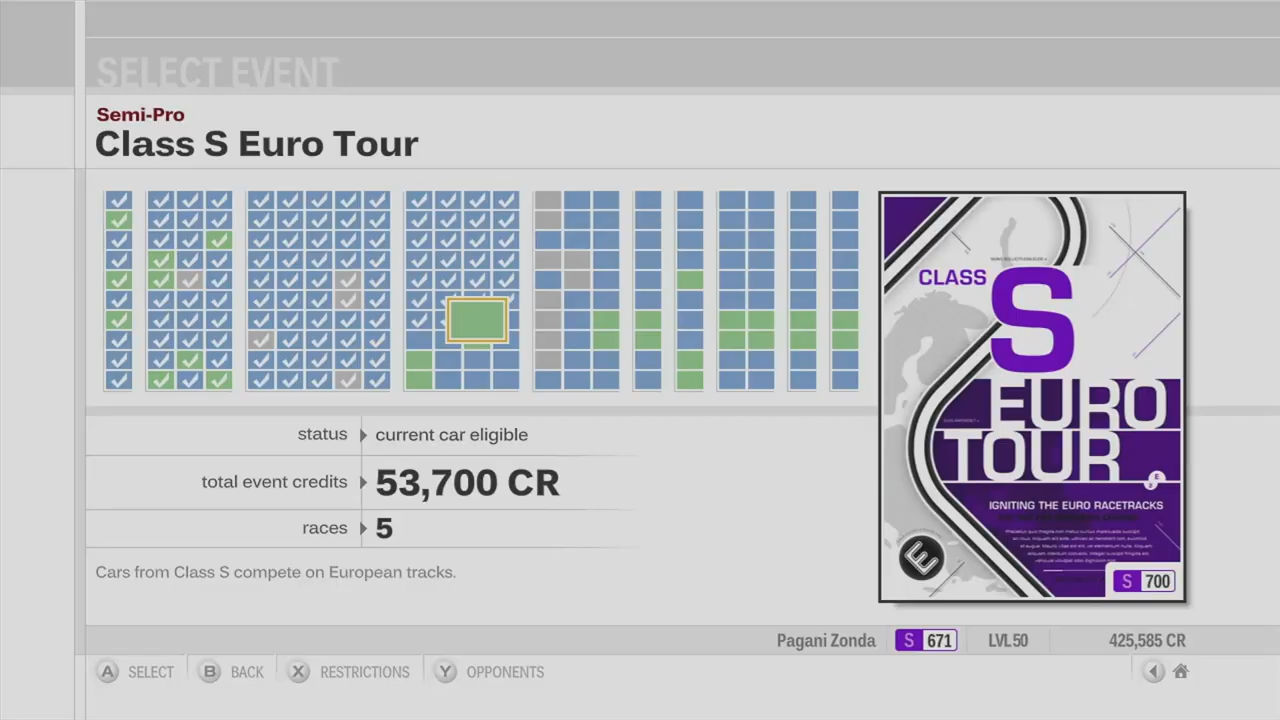 SELECT EVENT
Semi-Pro
Class S Euro Tour
CLASS
S
EURO
TOUR
IGNITING THE EURO RACETRACKS
E
S 700
status
current car eligible
total event credits
53,700 CR
races
5
Cars from Class S compete on European tracks.
Pagani Zonda
S 671
LVL50
425,585 CR
A SELECT
B BACK
X RESTRICTIONS
Y OPPONENTS